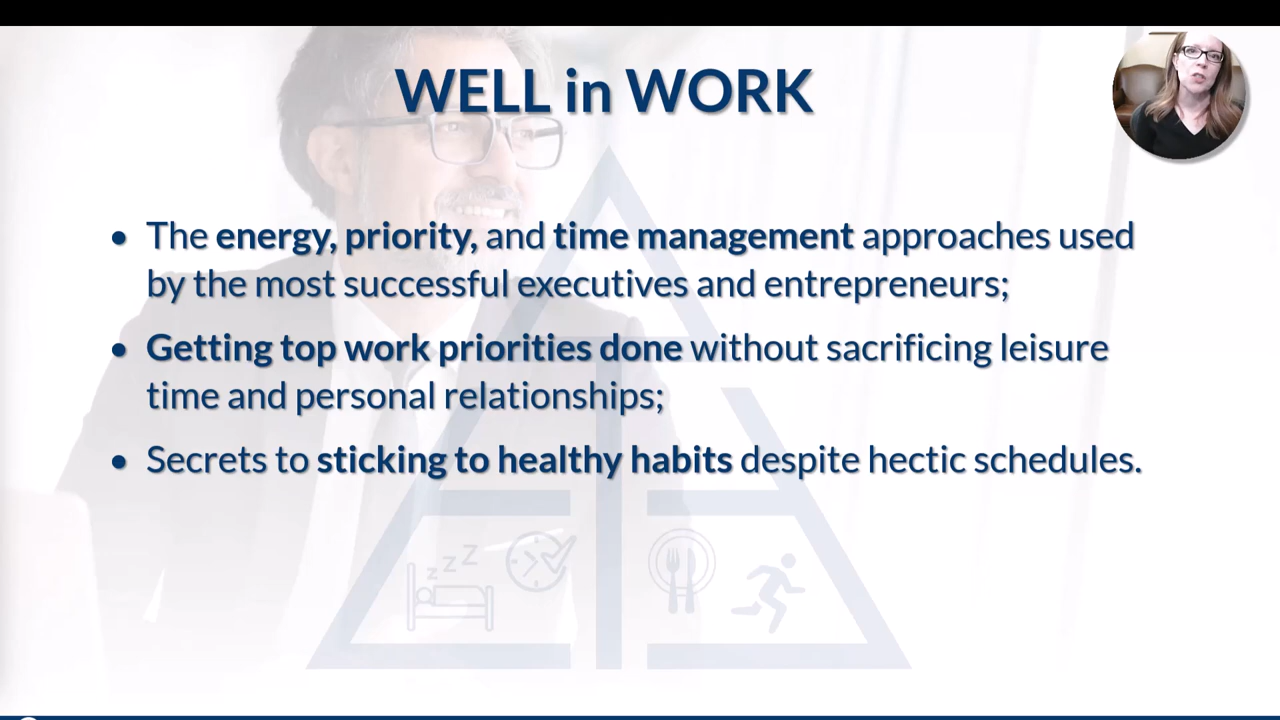 WELL in WORK
• The energy, priority, and time management approaches used
by the most successful executives and entrepreneurs;
• Getting top work priorities done without sacrificing leisure
time and personal relationships;
• Secrets to sticking to healthy habits despite hectic schedules.
z z Z